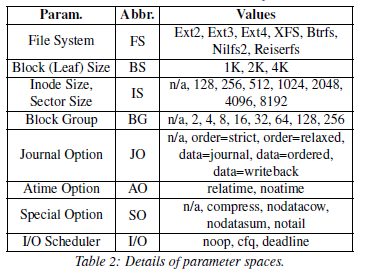 Param. Abbr. Values
File System FS Ext2, Ext3, Ext4, XFS, Btrfs,
Nilfs2, Reiserfs
Block (Leaf) Size BS 1K, 2K, 4K
Inode Size,
Sector Size IS n/a, 128, 256, 512, 1024, 2048,
4096, 8192
Block Group BG n/a, 2, 4, 8, 16, 32, 64, 128, 256
Journal Option JO n/a, order=strict, order=relaxed,
data=journal, data=ordered,
data=writeback
Atime Option AO relatime, noatime
Special Option SO n/a, compress, nodatacow,
nodatasum, notail
I/O Scheduler I/O noop, cfq, deadline
Table 2: Details of parameter spaces.